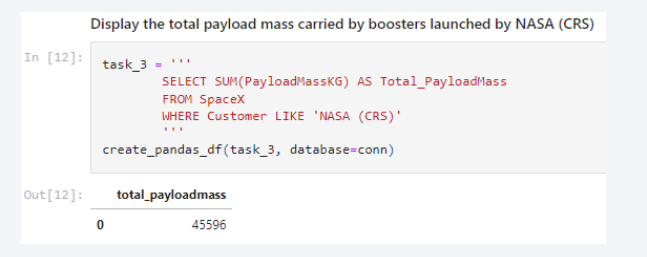 Display the total payload mass carried by boosters launched by NASA (CRS)
In [12]: task_3 = '''
SELECT SUM(PayloadMassKG) AS Total_PayloadMass
FROM SpaceX
WHERE Customer LIKE 'NASA (CRS)'
'''
create_pandas_df(task_3, database=conn)
Out[12]: total_payloadmass
0 45596